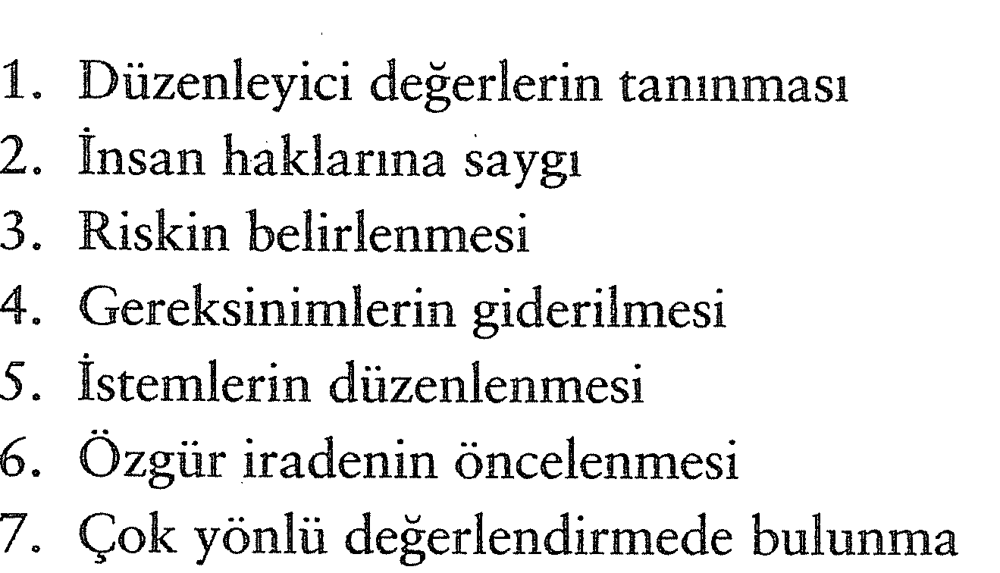 1. Düzenleyici değerlerin tanınması
2. İnsan haklarına saygı
3. Riskin belirlenmesi
4. Gereksinimlerin giderilmesi
5. İstemlerin düzenlenmesi
6. Özgür iradenin öncelenmesi
7. Çok yönlü değerlendirmede bulunma